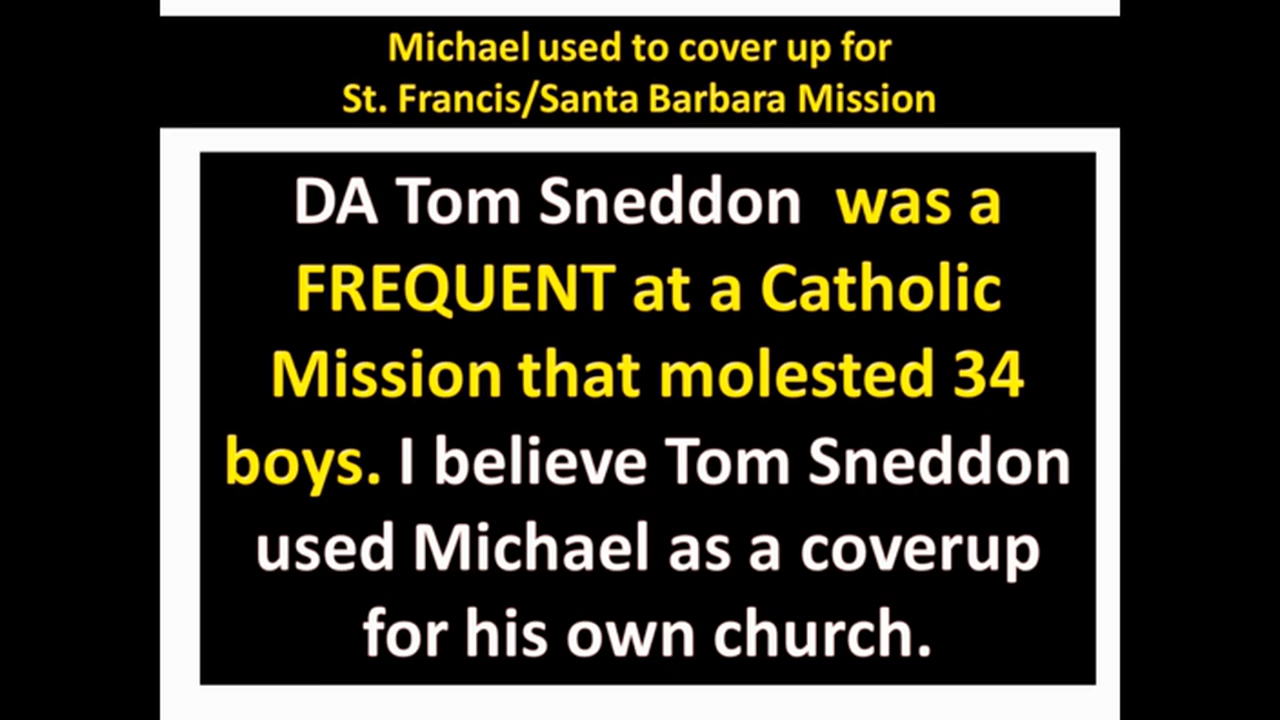 Michael used to cover up for
St. Francis/Santa Barbara Mission
DA Tom Sneddon was a
FREQUENT at a Catholic
Mission that molested 34
boys. I believe Tom Sneddon
used Michael as a coverup
for his own church.